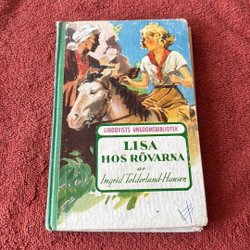 LINDQVISTS UNGDOMSBIBLIOTEK
LISA
HOS RÖVARNA
av
Ingrid Tolderlund-Hansen